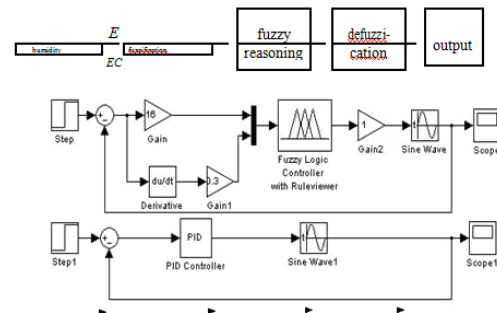 E
humidity
fuzzification
EC
fuzzy
reasoning
defuzzi-
cation
output
Step
+
-
16
Gain
du/dt
Derivative
0.3
Gain1
Fuzzy Logic
Controller
with Ruleviewer
1
Gain2
t
Sine Wave
Scope
Step1
+
-
PID
PID Controller
t
Sine Wave1
Scope1